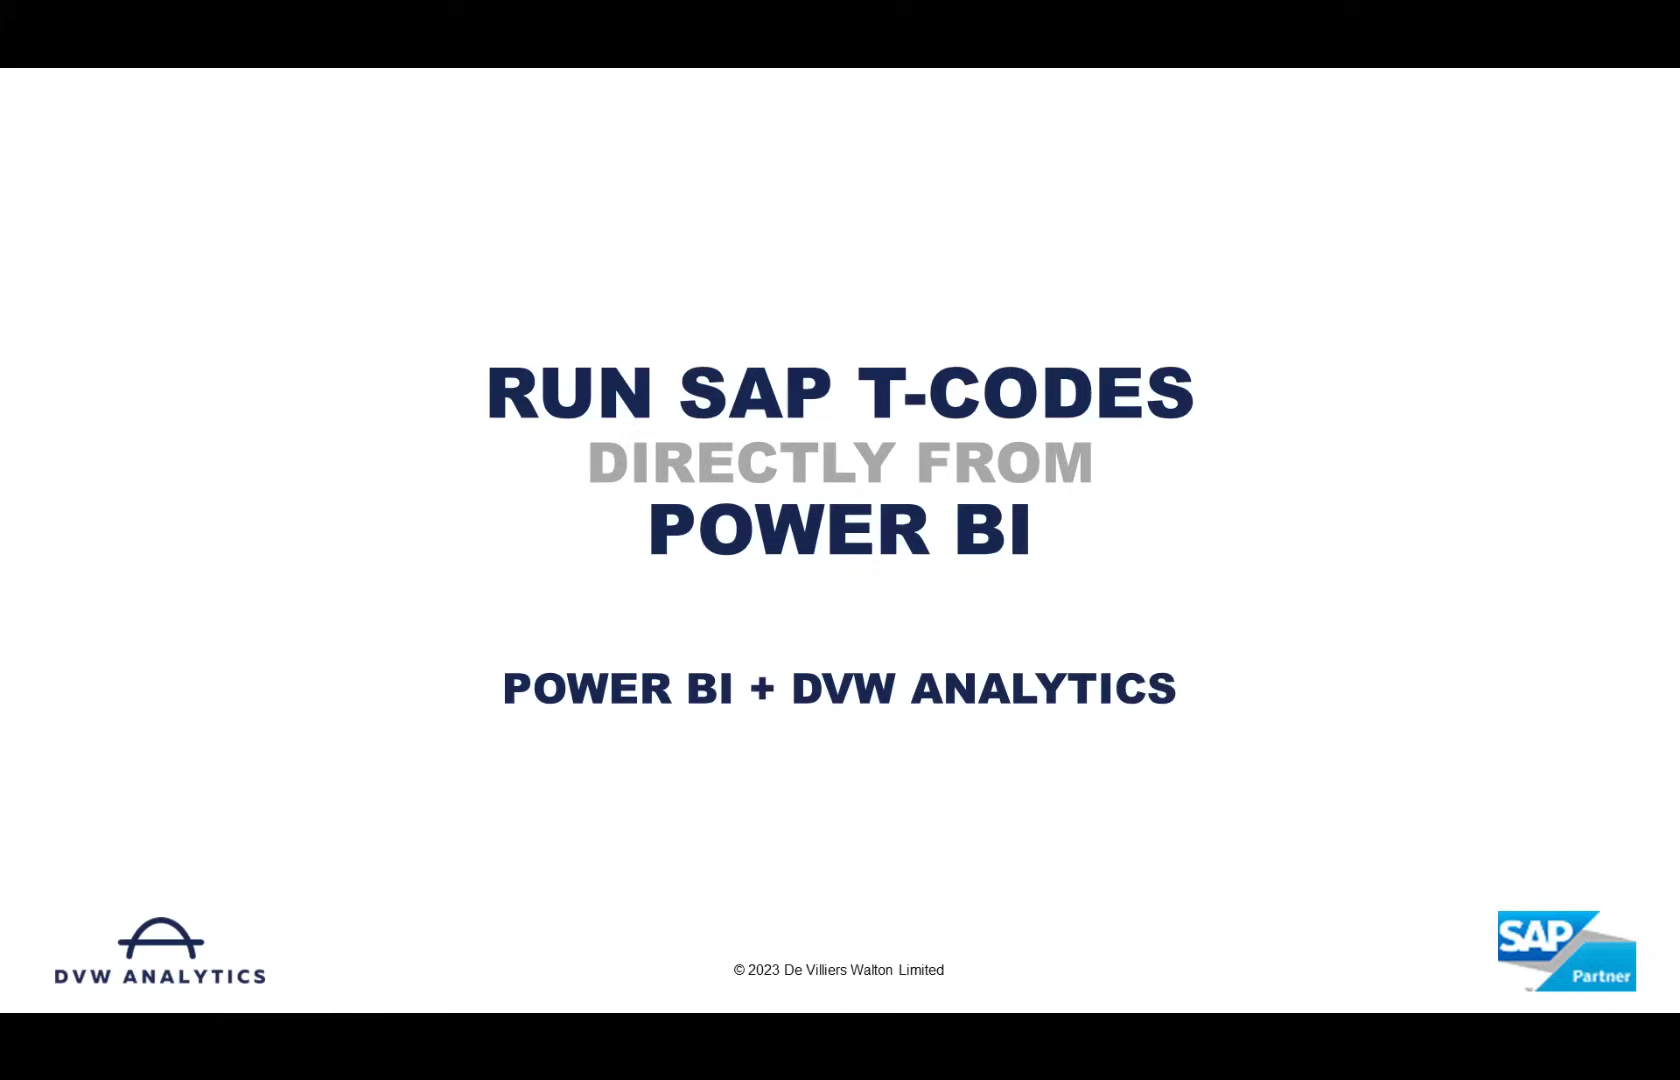 RUN SAP T-CODES
DIRECTLY FROM
POWER BI
POWER BI + DVW ANALYTICS
DVW ANALYTICS
© 2023 De Villiers Walton Limited
SAP
Partner